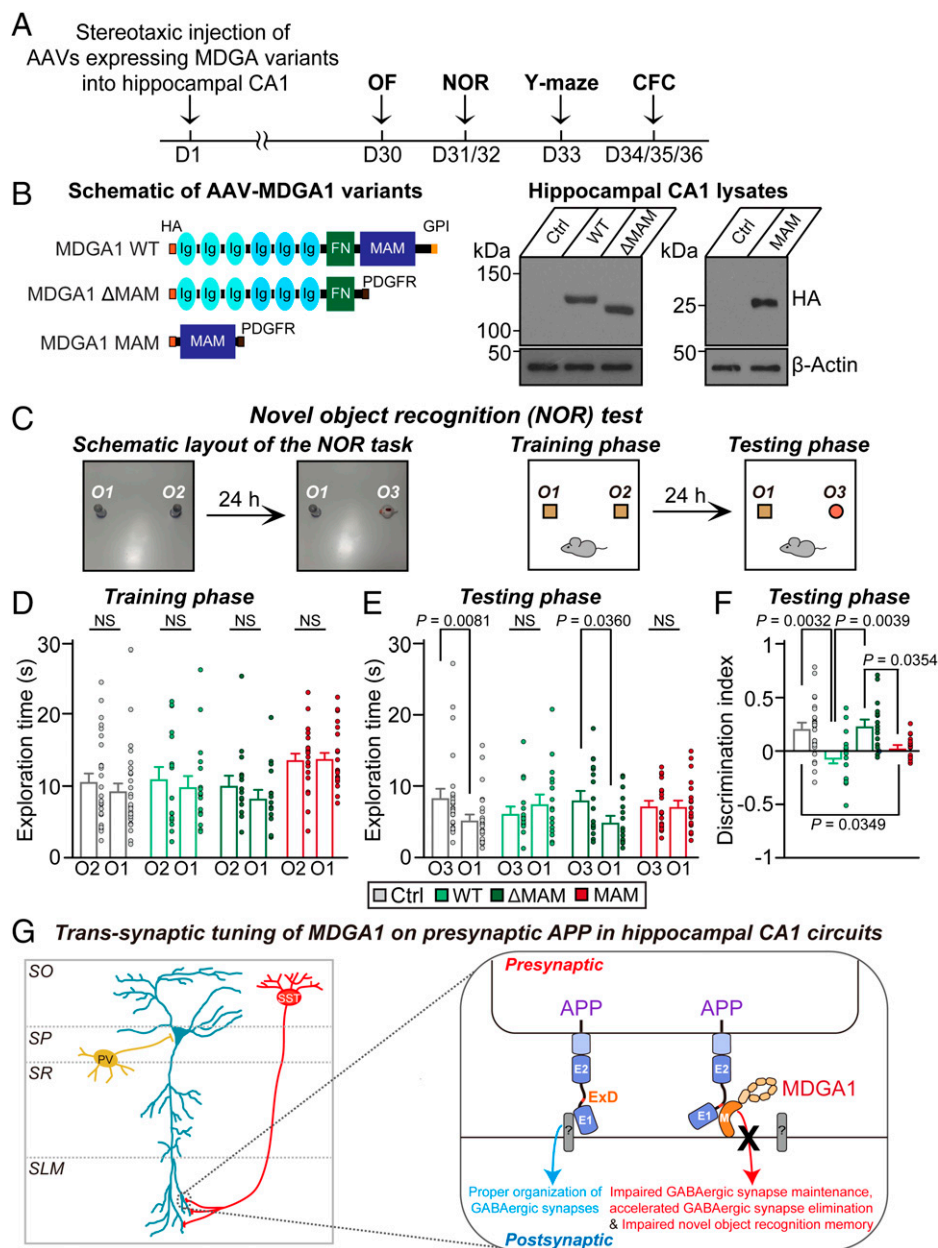 A
Stereotaxic injection of
AAVs expressing MDGA variants
into hippocampal CA1
OF
NOR
Y-maze
CFC
D1
D30
D31/32
D33
D34/35/36
B
Schematic of AAV-MDGA1 variants
HA
GPI
MDGA1 WT
Ig Ig Ig Ig Ig Ig FN MAM
MDGA1 ΔMAM
Ig Ig Ig Ig Ig Ig FN
PDGFR
MDGA1 MAM
MAM
PDGFR
Hippocampal CA1 lysates
kDa
Ctrl
WT
ΔMAM
150
100
50
kDa
Ctrl
MAM
25
50
HA
β-Actin
C
Novel object recognition (NOR) test
Schematic layout of the NOR task
O1
O2
24 h
O1
O3
Training phase
Testing phase
O1
O2
24 h
O1
O3
D
Training phase
NS
NS
NS
NS
Exploration time (s)
30
20
10
0
O2 O1
O2 O1
O2 O1
O2 O1
E
Testing phase
P = 0.0081
NS
P = 0.0360
NS
Exploration time (s)
30
20
10
0
O3 O1
O3 O1
O3 O1
O3 O1
Ctrl
WT
ΔMAM
MAM
F
Testing phase
P = 0.0032
P = 0.0039
P = 0.0354
P = 0.0349
Discrimination index
1
0.5
0
-0.5
-1
G
Trans-synaptic tuning of MDGA1 on presynaptic APP in hippocampal CA1 circuits
SO
SP
SR
SLM
PV
SST
Presynaptic
APP
APP
E2
ExD
E1
?
E2
E1
M
MDGA1
X
?
Proper organization of
GABAergic synapses
Impaired GABAergic synapse maintenance,
accelerated GABAergic synapse elimination
& Impaired novel object recognition memory
Postsynaptic